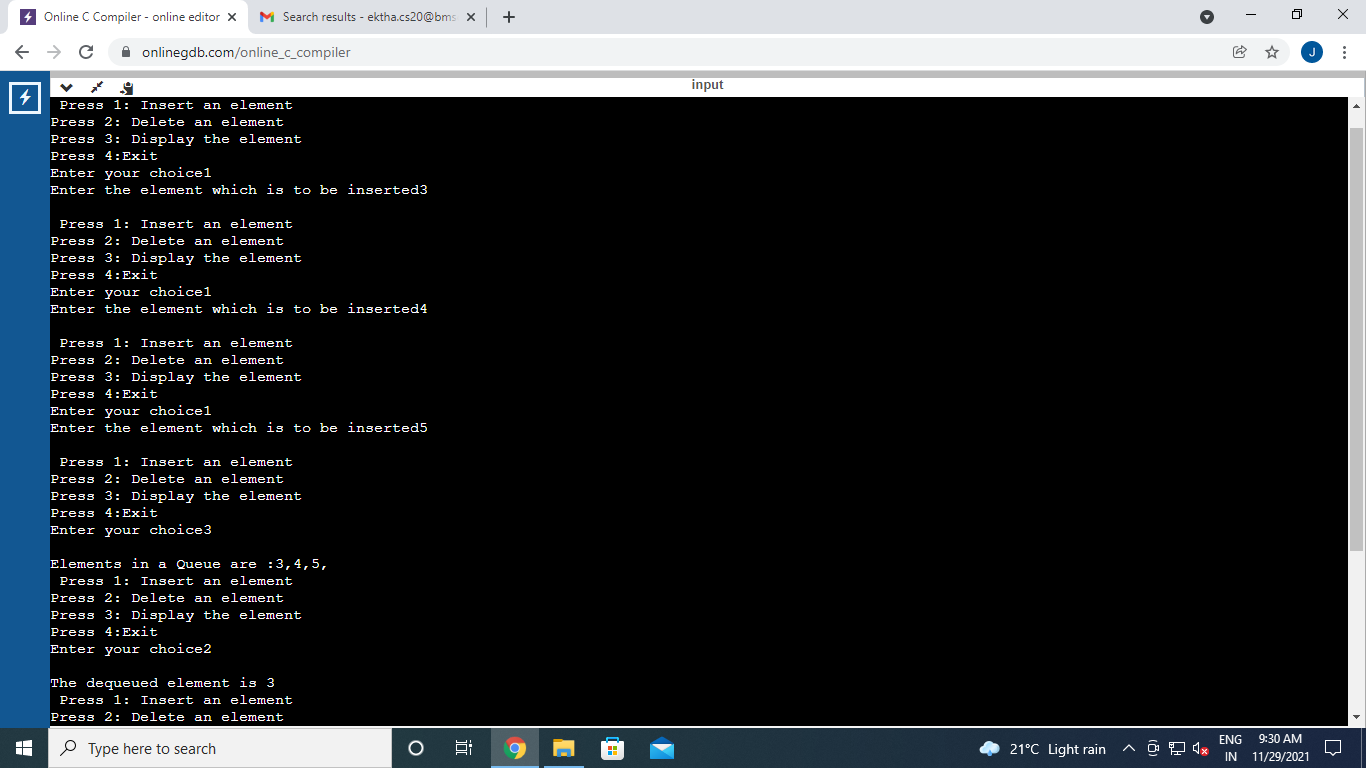 Online C Compiler - online editor
Search results - ektha.cs20@bms
onlinegdb.com/online_c_compiler
J
input
Press 1: Insert an element
Press 2: Delete an element
Press 3: Display the element
Press 4:Exit
Enter your choice1
Enter the element which is to be inserted3
Press 1: Insert an element
Press 2: Delete an element
Press 3: Display the element
Press 4:Exit
Enter your choice1
Enter the element which is to be inserted4
Press 1: Insert an element
Press 2: Delete an element
Press 3: Display the element
Press 4:Exit
Enter your choice1
Enter the element which is to be inserted5
Press 1: Insert an element
Press 2: Delete an element
Press 3: Display the element
Press 4:Exit
Enter your choice3
Elements in a Queue are :3,4,5,
Press 1: Insert an element
Press 2: Delete an element
Press 3: Display the element
Press 4:Exit
Enter your choice2
The dequeued element is 3
Press 1: Insert an element
Press 2: Delete an element
Type here to search
21°C Light rain
ENG
IN
9:30 AM
11/29/2021